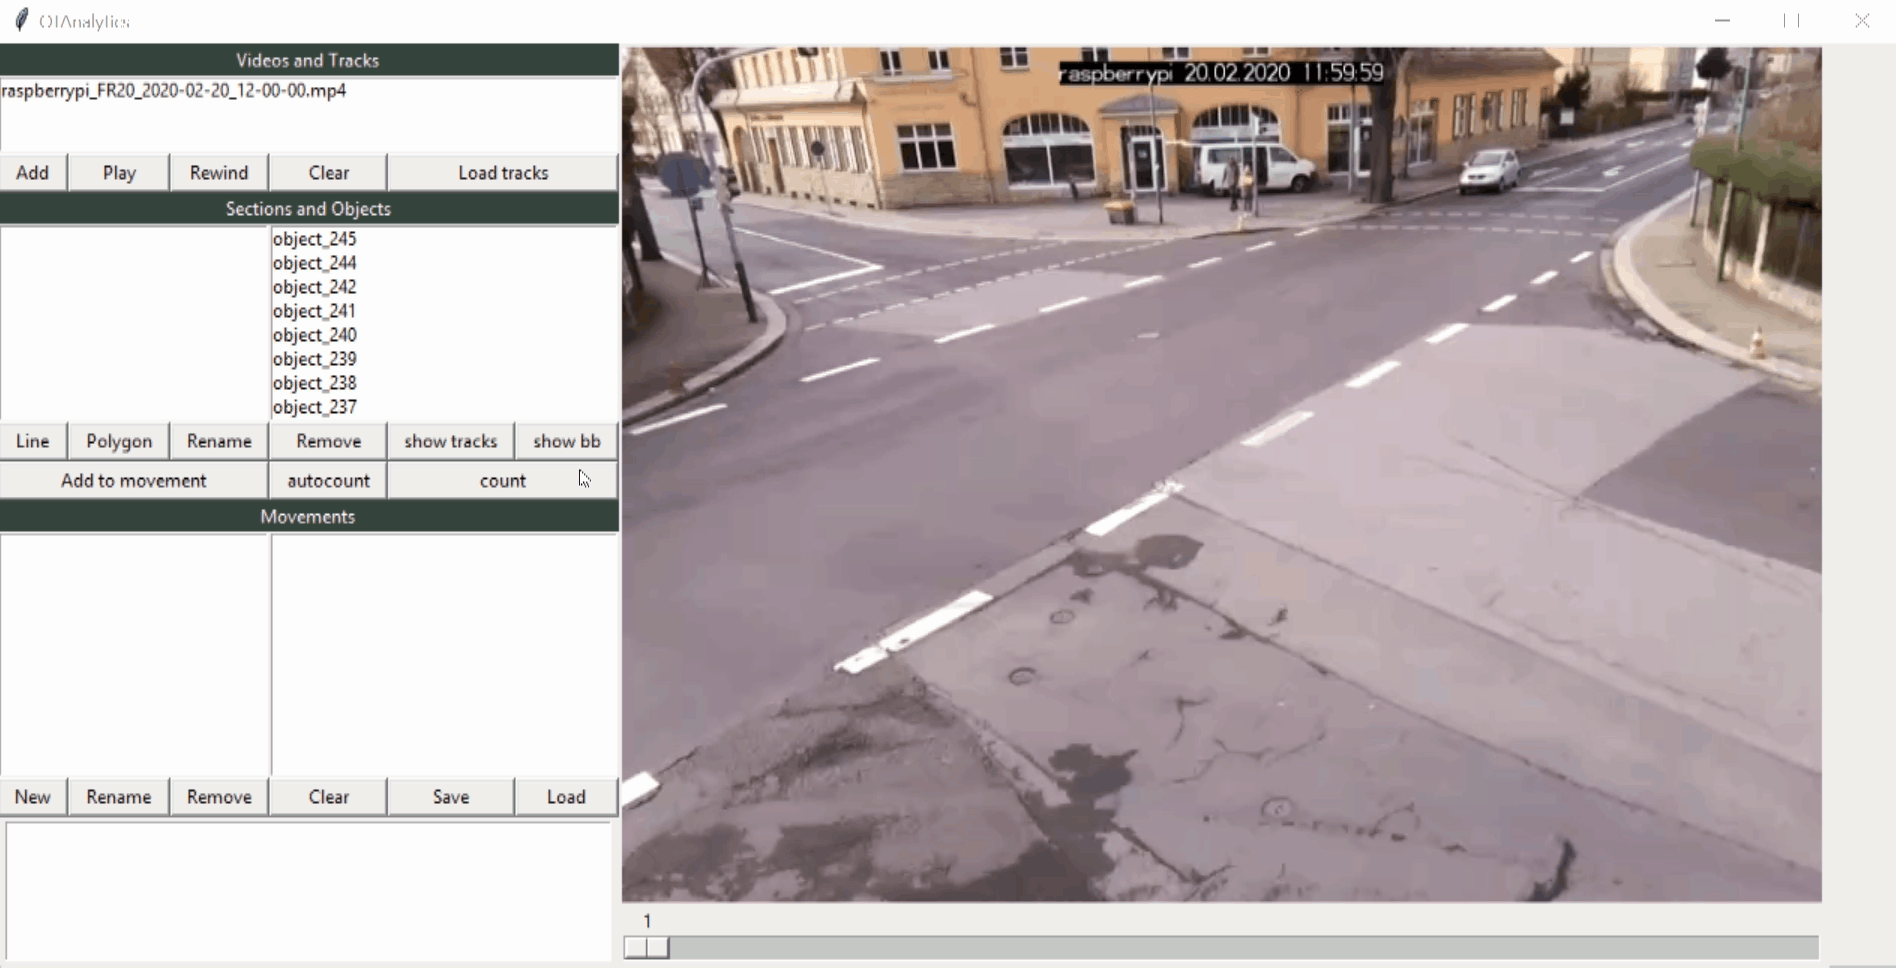 OTAnalytics
Videos and Tracks
raspberrypi_FR20_2020-02-20_12-00-00.mp4
Add Play Rewind Clear Load tracks
Sections and Objects
object_245
object_244
object_242
object_241
object_240
object_239
object_238
object_237
Line Polygon Rename Remove show tracks show bb
Add to movement autocount count
Movements
New Rename Remove Clear Save Load
raspberrypi 20.02.2020 11:59:59
1